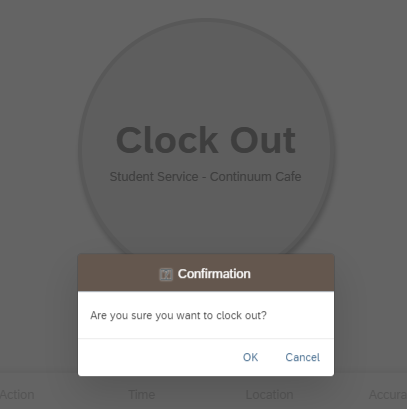 Clock Out
Student Service - Continuum Cafe
Confirmation
Are you sure you want to clock out?
OK Cancel
Action Time Location Accura